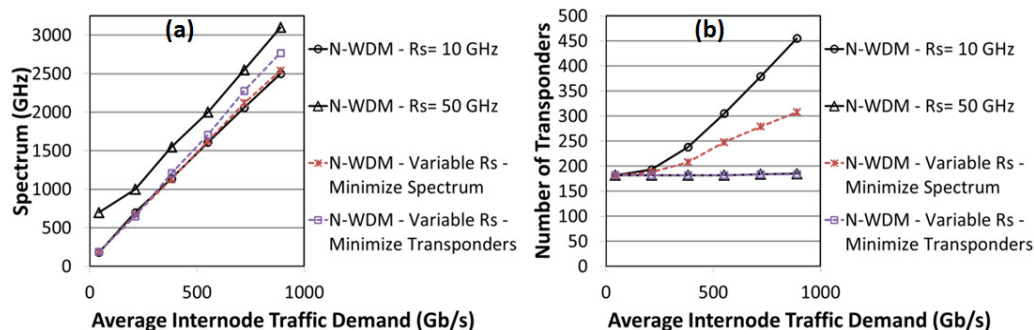 (a)
3000
2500
2000
1500
1000
500
0
Spectrum (GHz)
0
500
1000
Average Internode Traffic Demand (Gb/s)
N-WDM - Rs= 10 GHz
N-WDM - Rs= 50 GHz
N-WDM - Variable Rs -
Minimize Spectrum
N-WDM - Variable Rs -
Minimize Transponders
(b)
500
450
400
350
300
250
200
150
100
50
0
Number of Transponders
0
500
1000
Average Internode Traffic Demand (Gb/s)
N-WDM - Rs= 10 GHz
N-WDM - Rs= 50 GHz
N-WDM - Variable Rs -
Minimize Spectrum
N-WDM - Variable Rs -
Minimize Transponders